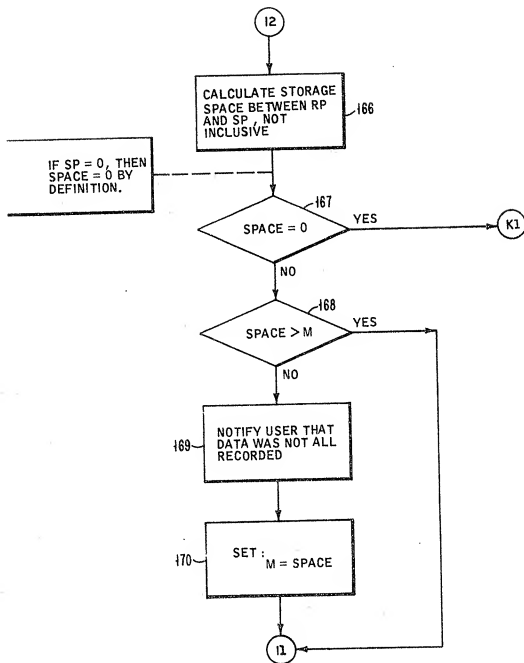 I2
CALCULATE STORAGE
SPACE BETWEEN RP
AND SP, NOT
INCLUSIVE
166
IF SP = 0, THEN
SPACE = 0 BY
DEFINITION.
167
SPACE = 0
YES
K1
NO
168
SPACE > M
YES
NO
NOTIFY USER THAT
DATA WAS NOT ALL
RECORDED
169
SET :
M = SPACE
170
I1